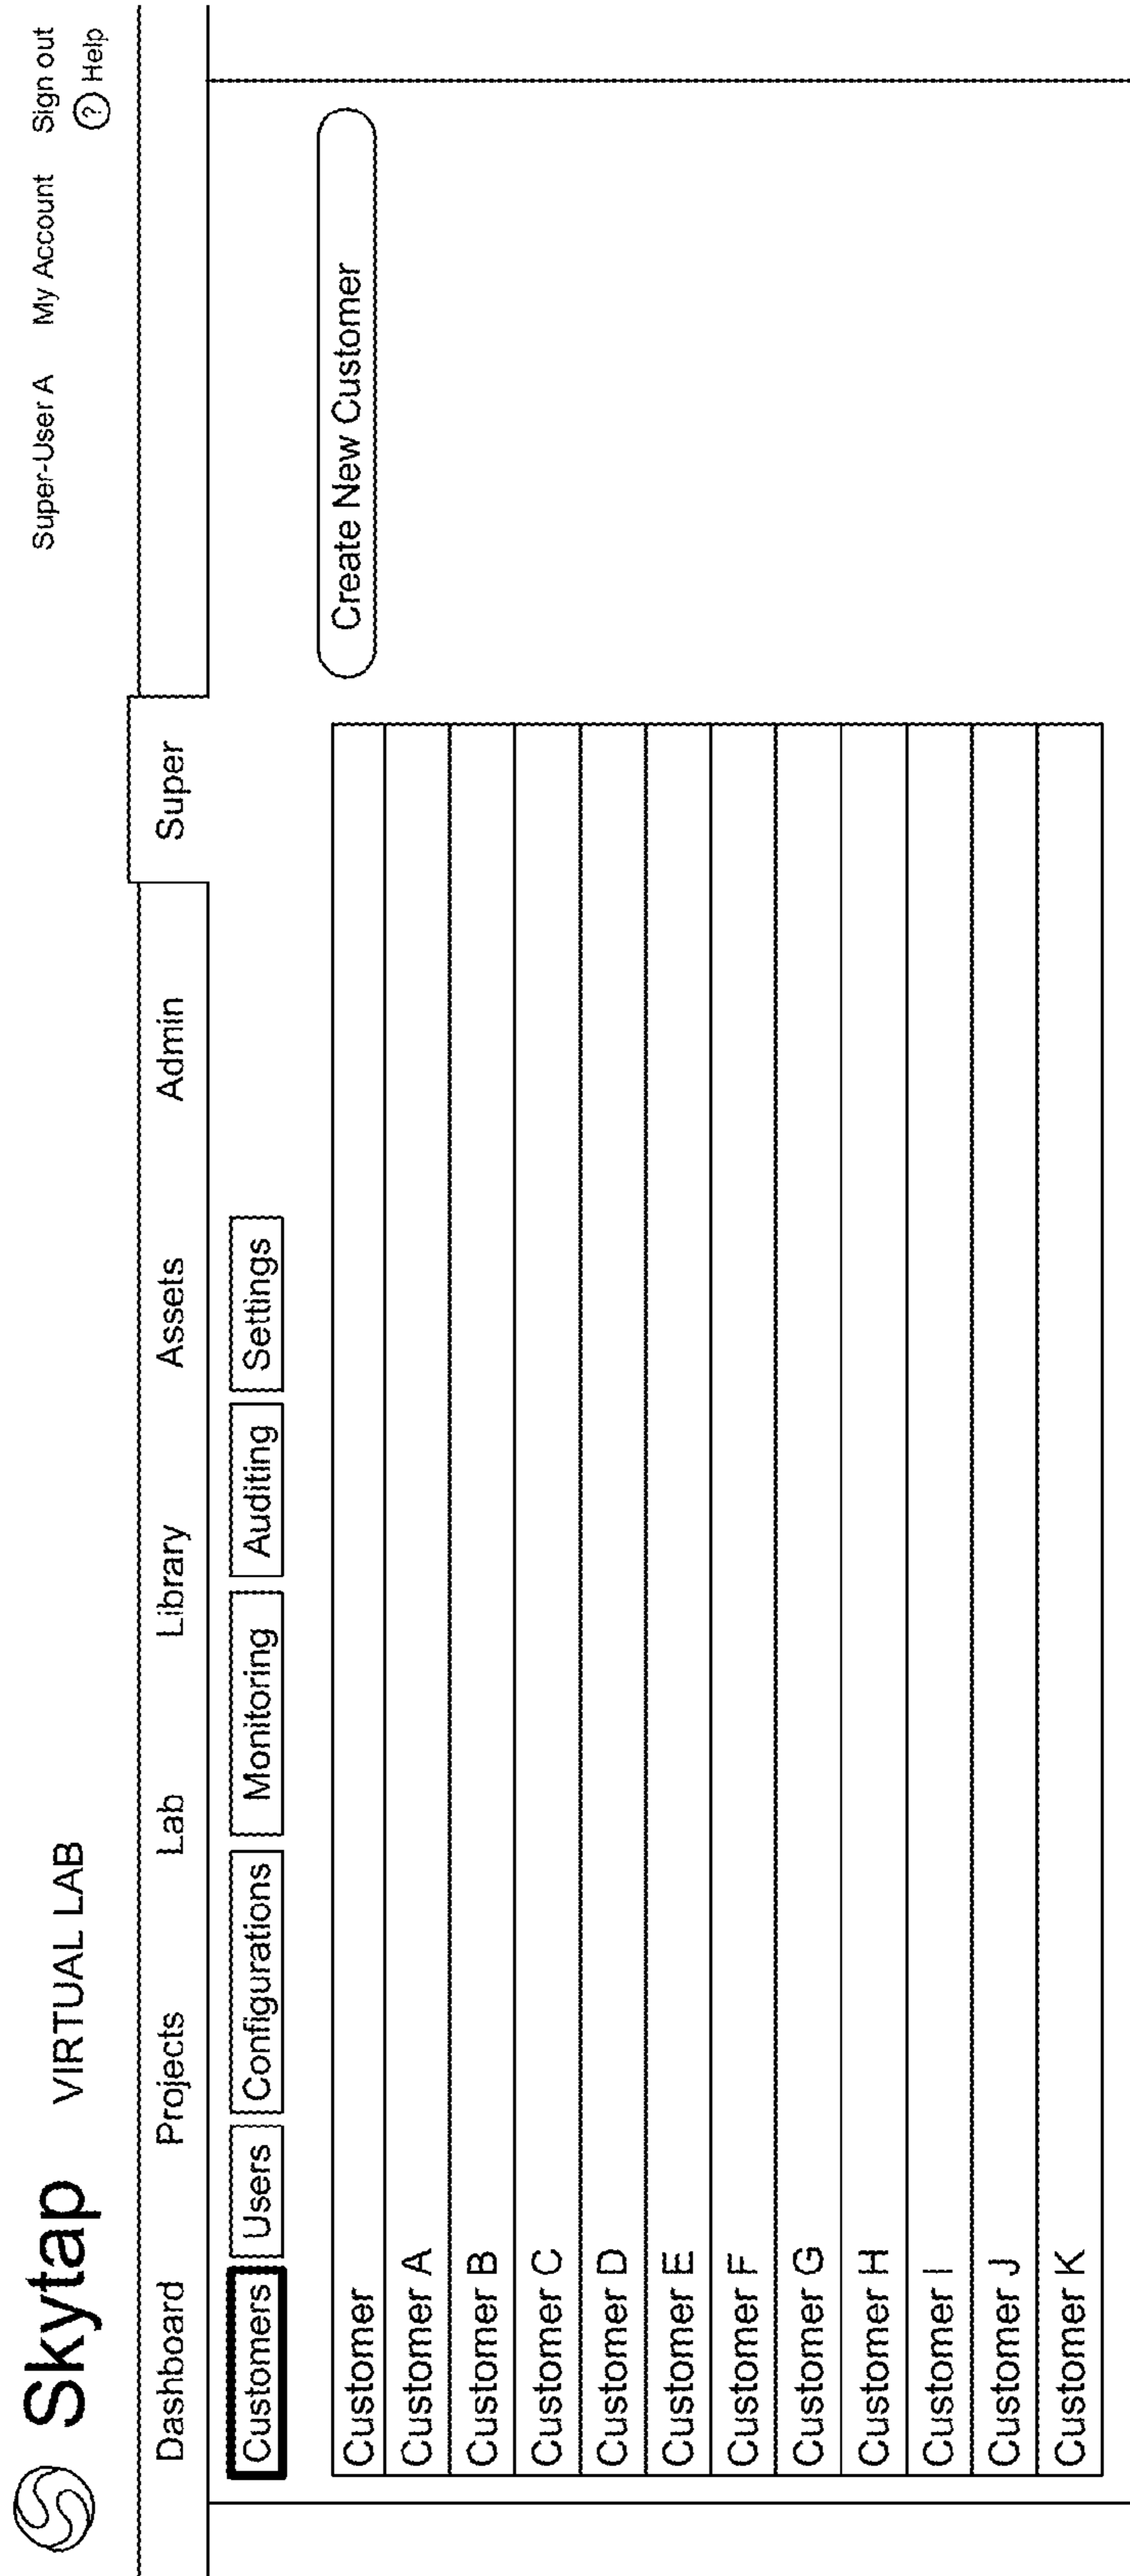 Skytap VIRTUAL LAB Super-User A My Account Sign out
? Help
Dashboard Projects Lab Library Assets Admin Super
Customers Users Configurations Monitoring Auditing Settings
Create New Customer
Customer
Customer A
Customer B
Customer C
Customer D
Customer E
Customer F
Customer G
Customer H
Customer I
Customer J
Customer K